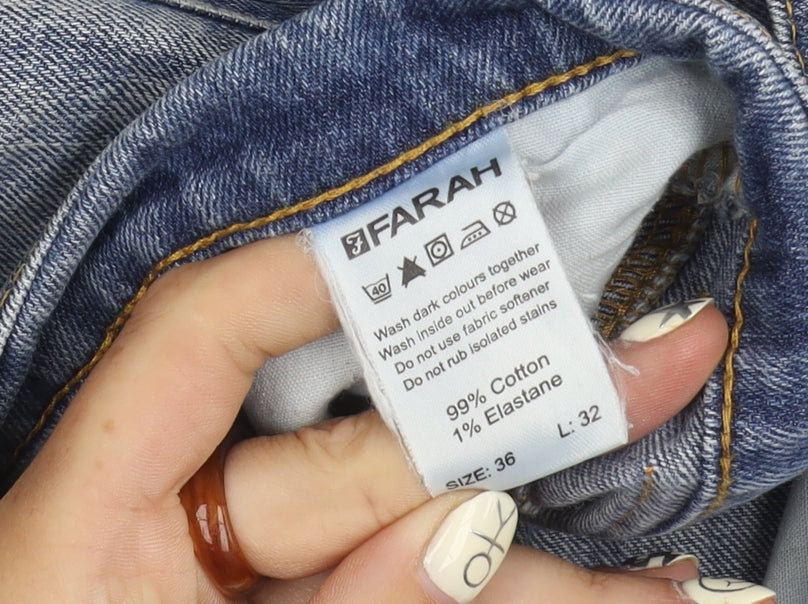 FARAH
40
Wash dark colours together
Wash inside out before wear
Do not use fabric softener
Do not rub isolated stains
99% Cotton
1% Elastane
SIZE: 36 L: 32